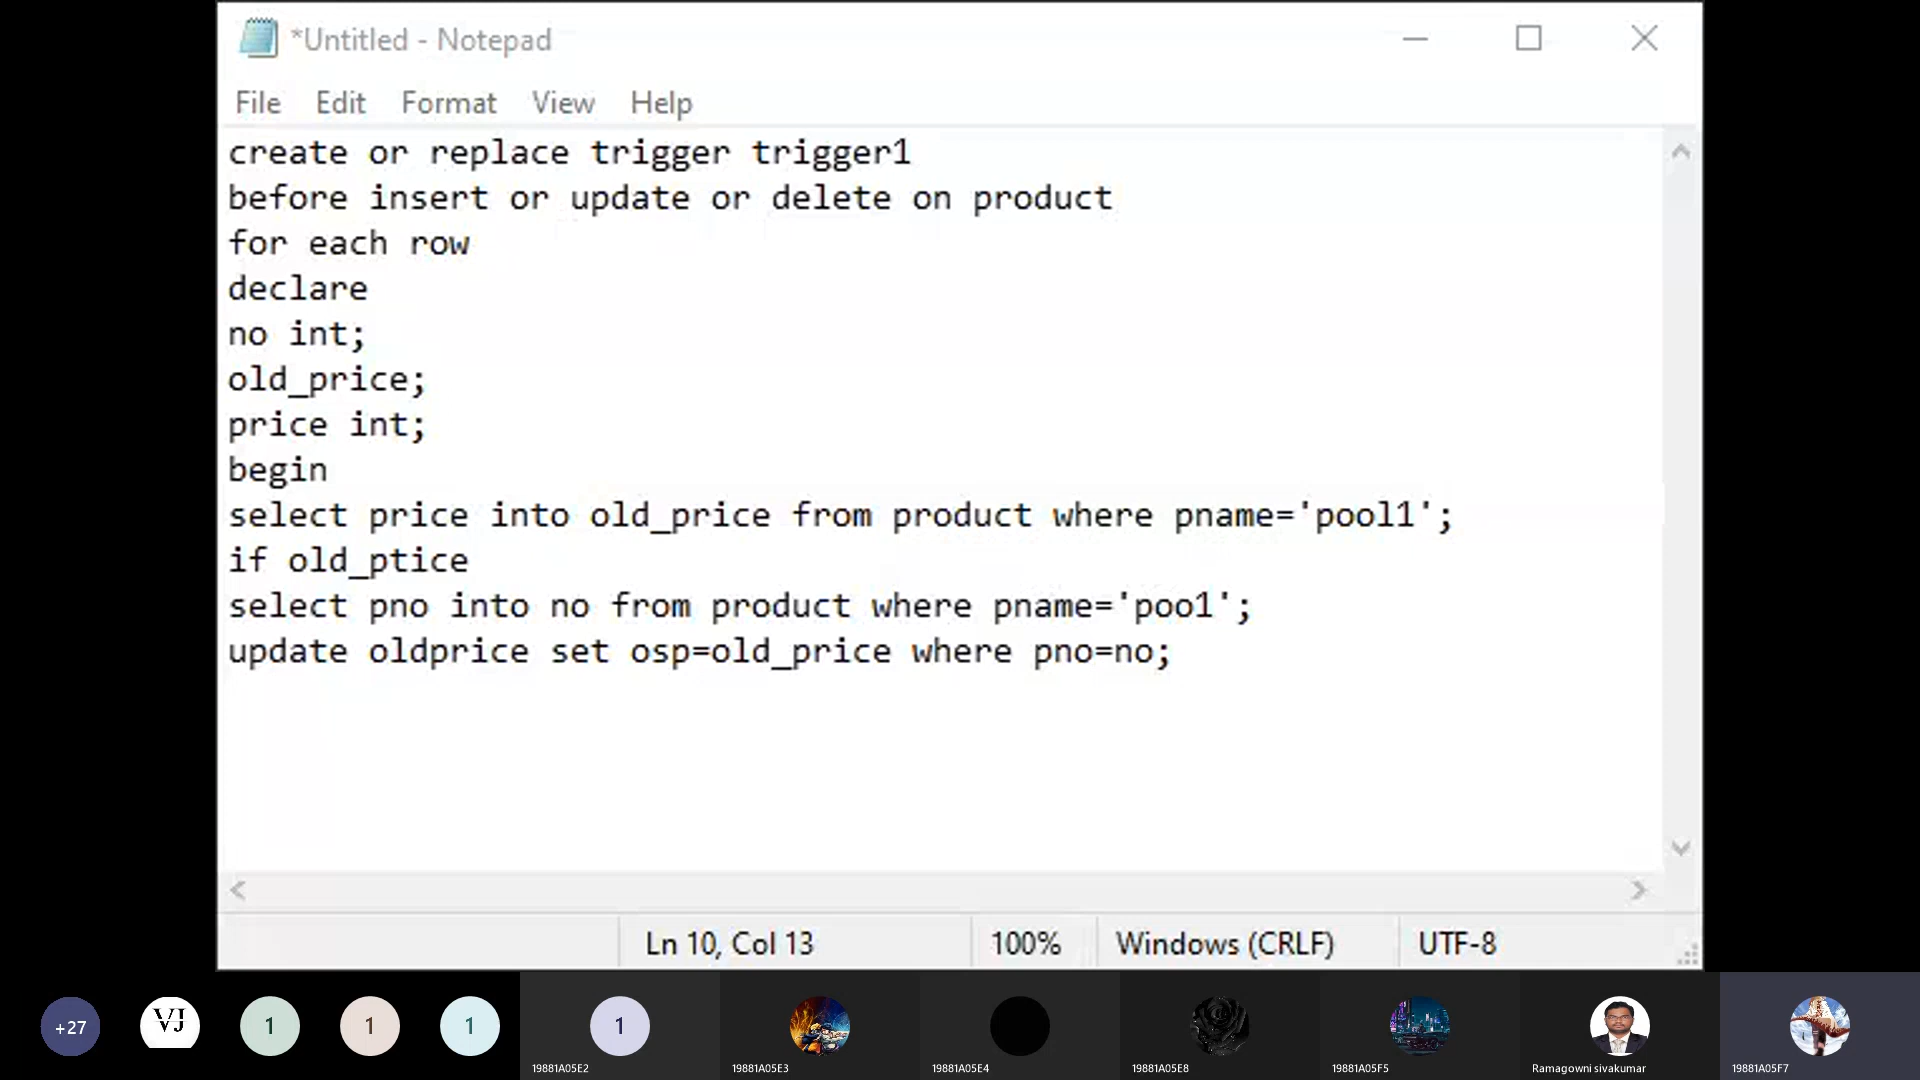 *Untitled - Notepad
File Edit Format View Help
create or replace trigger trigger1
before insert or update or delete on product
for each row
declare
no int;
old_price;
price int;
begin
select price into old_price from product where pname='pool1';
if old_ptice
select pno into no from product where pname='poo1';
update oldprice set osp=old_price where pno=no;
Ln 10, Col 13 100% Windows (CRLF) UTF-8
+27 VJ 1 1 1 1
19881A05E2 19881A05E3 19881A05E4 19881A05E8 19881A05F5 Ramagowni sivakumar 19881A05F7